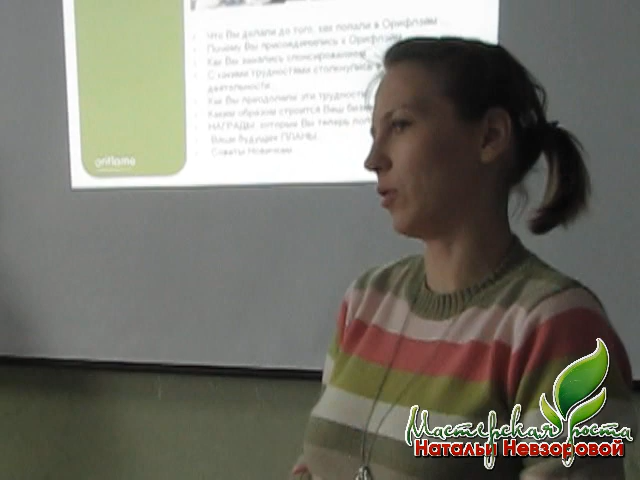 Что Вы делали до того, как попали в Орифлэйм ...
Почему Вы присоединились к Орифлэйм
Как Вы занялись спонсированием
С какими трудностями столкнулись в
деятельности
Как Вы преодолели эти трудности
Каким образом строится Ваш бизнес
НАГРАДЫ, которые Вы теперь
Ваши будущие ПЛАНЫ
Советы Новичкам
oriflame
Мастерская роста
Натальи Невзоровой